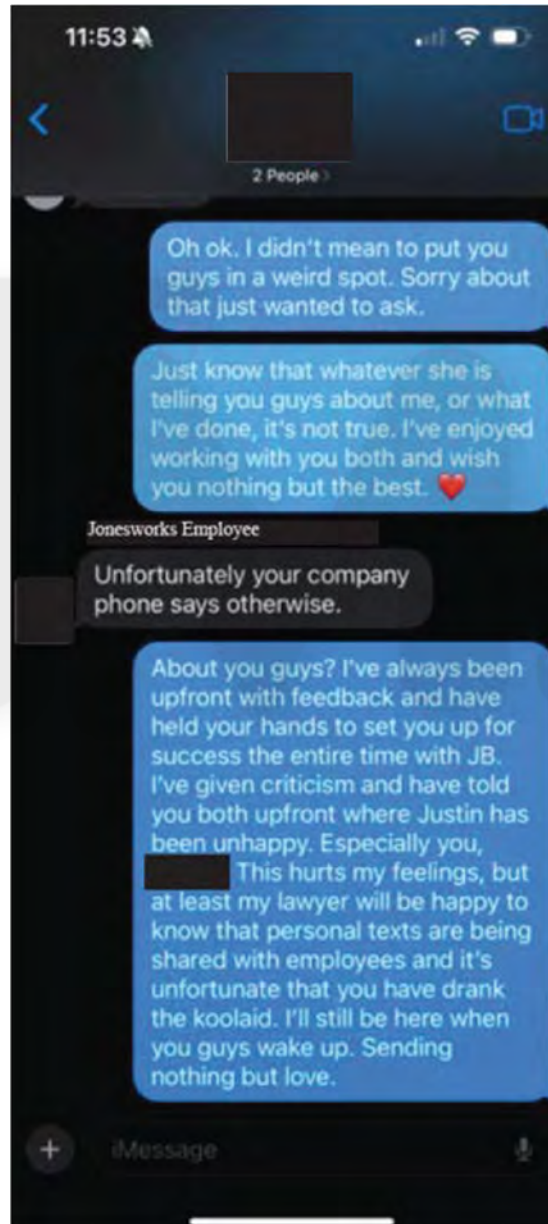 11:53
2 People
Oh ok. I didn't mean to put you
guys in a weird spot. Sorry about
that just wanted to ask.
Just know that whatever she is
telling you guys about me, or what
I've done, it's not true. I've enjoyed
working with you both and wish
you nothing but the best. ❤️
Jonesworks Employee
Unfortunately your company
phone says otherwise.
About you guys? I've always been
upfront with feedback and have
held your hands to set you up for
success the entire time with JB.
I've given criticism and have told
you both upfront where Justin has
been unhappy. Especially you,
This hurts my feelings, but
at least my lawyer will be happy to
know that personal texts are being
shared with employees and it's
unfortunate that you have drank
the koolaid. I'll still be here when
you guys wake up. Sending
nothing but love.
iMessage